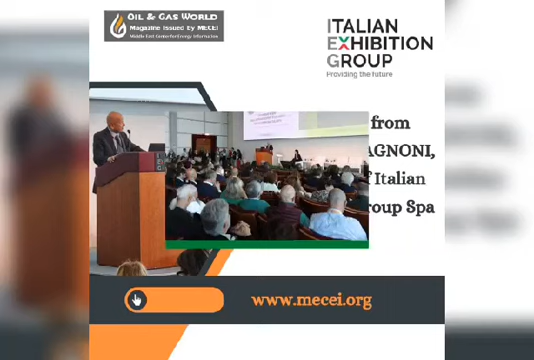 OIL & GAS WORLD
Magazine Issued by MECEI
Middle East Center for Energy Information
ITALIAN
EXHIBITION
GROUP
Providing the future
from
AGNONI,
Italian
roup Spa
www.mecei.org